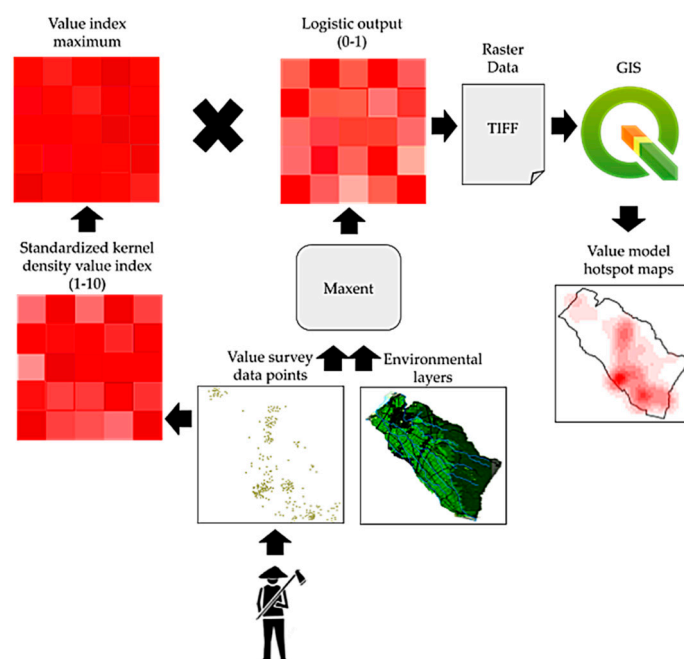 Value index
maximum
Logistic output
(0-1)
Raster
Data
GIS
TIFF
Standardized kernel
density value index
(1-10)
Maxent
Value model
hotspot maps
Value survey
data points
Environmental
layers